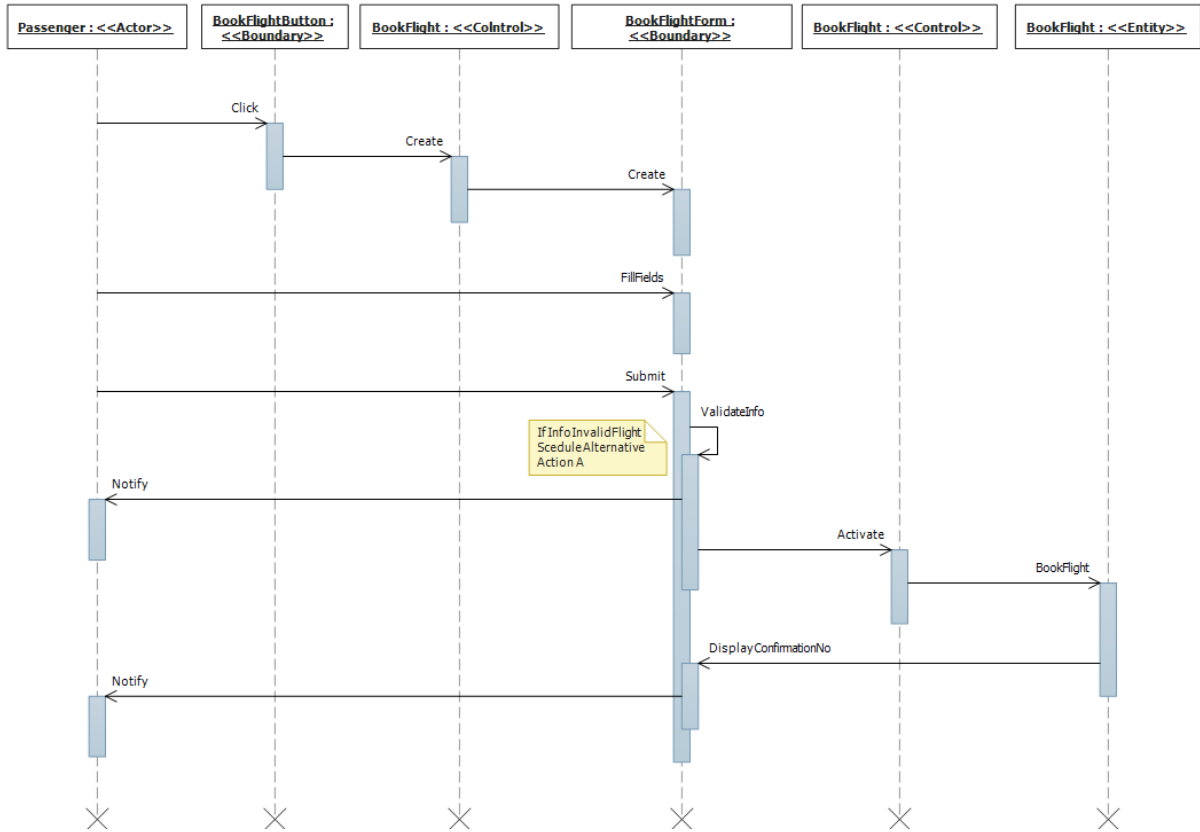 Passenger : <<Actor>>
BookFlightButton :
<<Boundary>>
BookFlight : <<Colntrol>>
BookFlightForm :
<<Boundary>>
BookFlight : <<Control>>
BookFlight : <<Entity>>
Click
Create
Create
FillFields
Submit
ValidateInfo
IfInfoInvalidFlight
SceduleAlternative
Action A
Notify
Activate
BookFlight
DisplayConfirmationNo
Notify